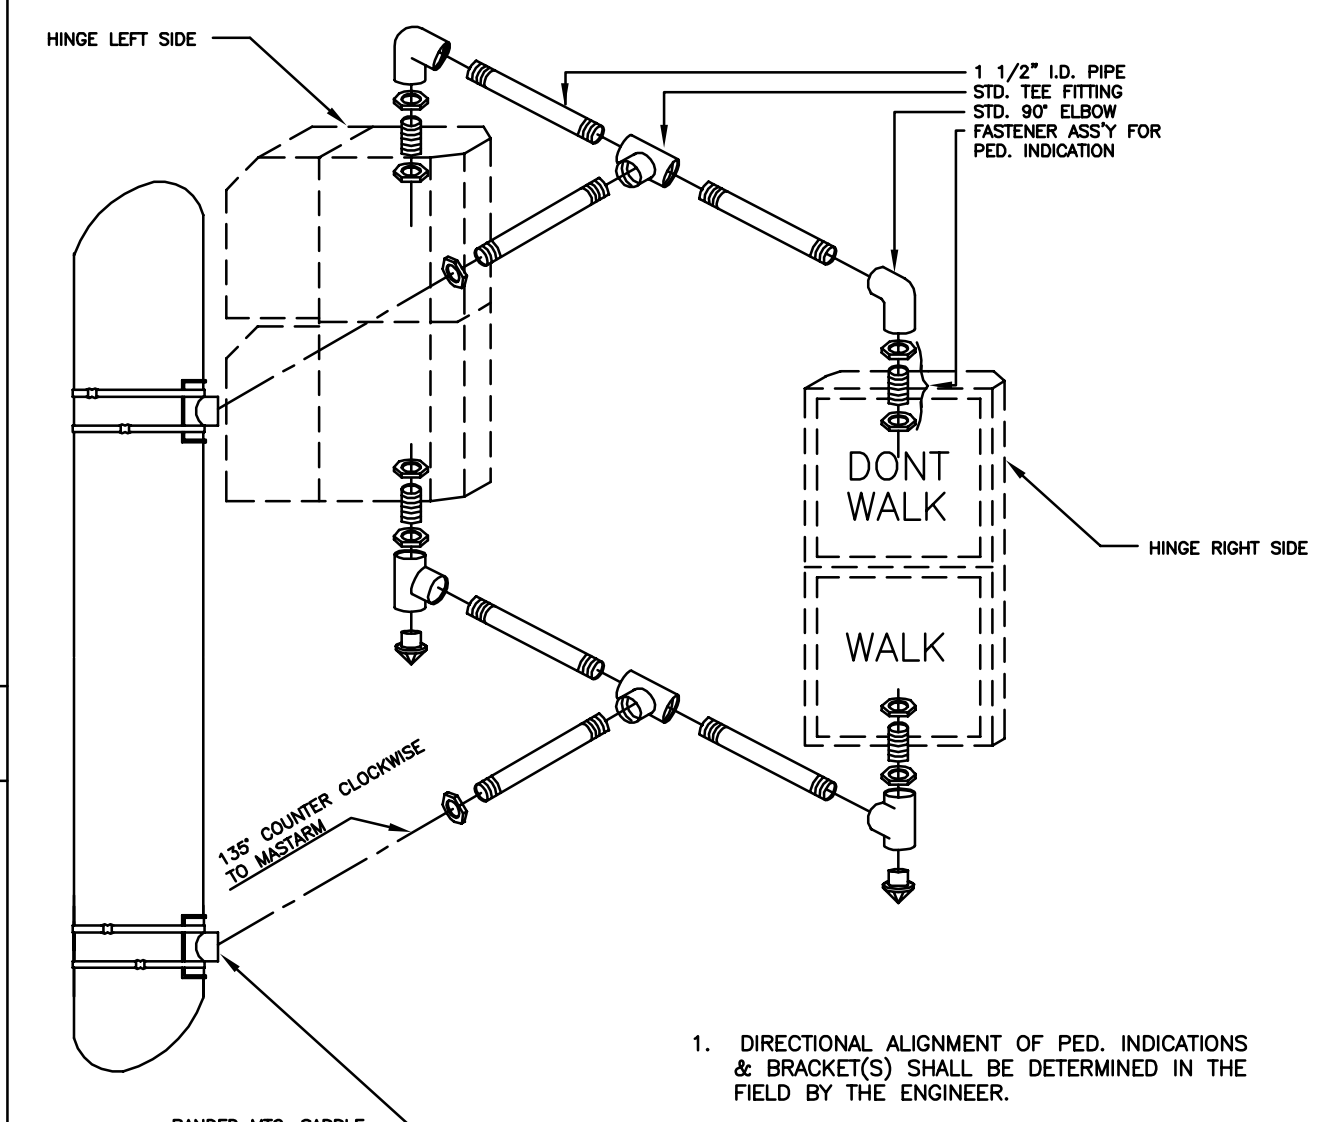 HINGE LEFT SIDE
1 1/2" I.D. PIPE
STD. TEE FITTING
STD. 90° ELBOW
FASTENER ASS'Y FOR
PED. INDICATION
DONT
WALK
HINGE RIGHT SIDE
WALK
135° COUNTER CLOCKWISE
TO MASTARM
1. DIRECTIONAL ALIGNMENT OF PED. INDICATIONS
& BRACKET(S) SHALL BE DETERMINED IN THE
FIELD BY THE ENGINEER.